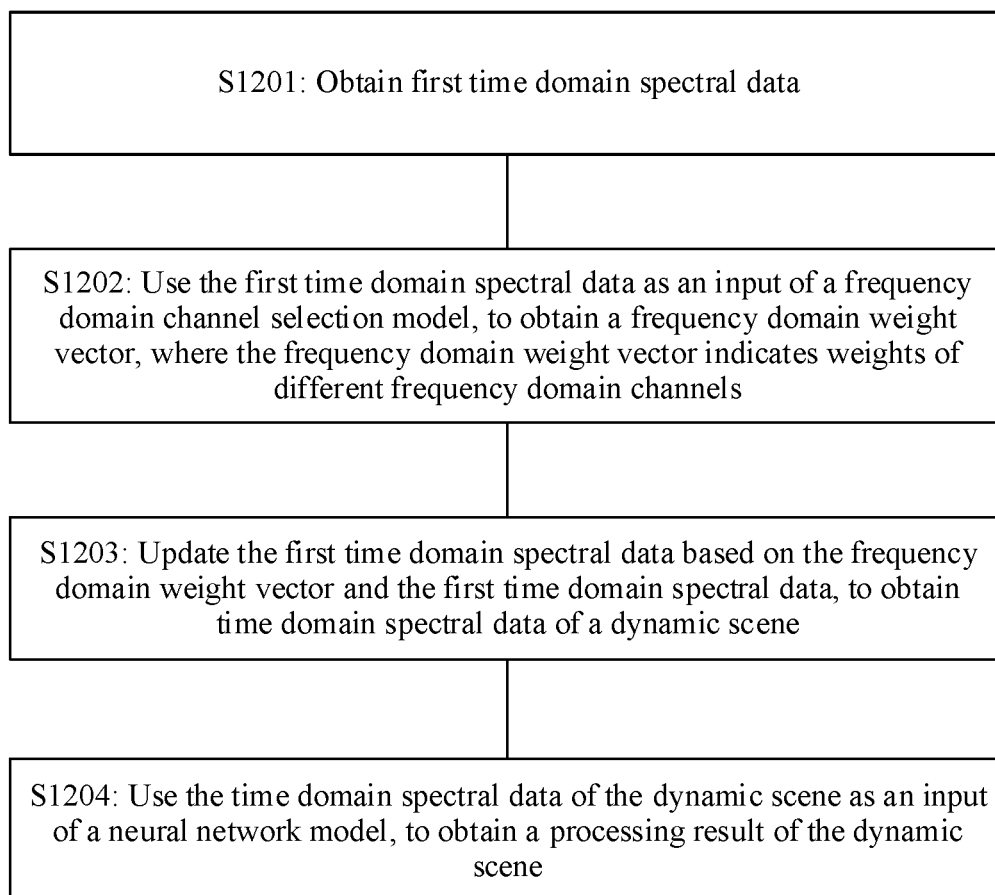 S1201: Obtain first time domain spectral data
S1202: Use the first time domain spectral data as an input of a frequency
domain channel selection model, to obtain a frequency domain weight
vector, where the frequency domain weight vector indicates weights of
different frequency domain channels
S1203: Update the first time domain spectral data based on the frequency
domain weight vector and the first time domain spectral data, to obtain
time domain spectral data of a dynamic scene
S1204: Use the time domain spectral data of the dynamic scene as an input
of a neural network model, to obtain a processing result of the dynamic
scene